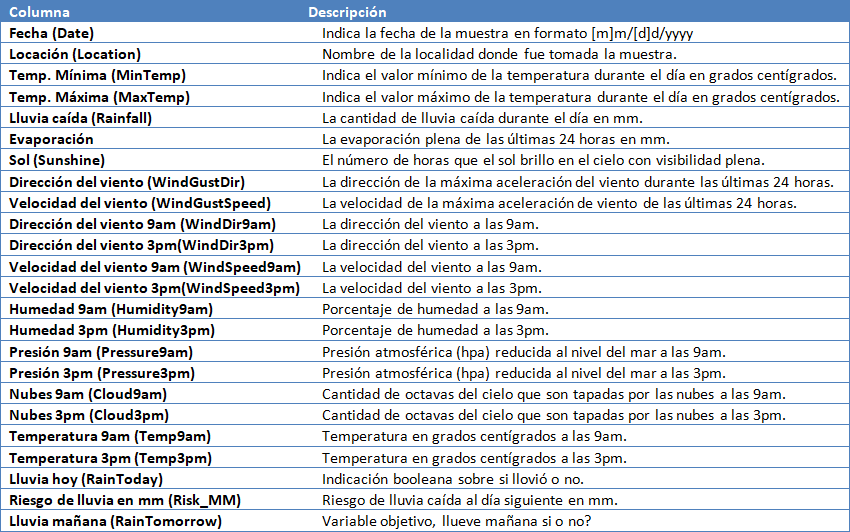 Columna Descripción
Fecha (Date) Indica la fecha de la muestra en formato [m]m/[d]d/yyyy
Locación (Location) Nombre de la localidad donde fue tomada la muestra.
Temp. Mínima (MinTemp) Indica el valor mínimo de la temperatura durante el día en grados centígrados.
Temp. Máxima (MaxTemp) Indica el valor máximo de la temperatura durante el día en grados centígrados.
Lluvia caída (Rainfall) La cantidad de lluvia caída durante el día en mm.
Evaporación La evaporación plena de las últimas 24 horas en mm.
Sol (Sunshine) El número de horas que el sol brillo en el cielo con visibilidad plena.
Dirección del viento (WindGustDir) La dirección de la máxima aceleración del viento durante las últimas 24 horas.
Velocidad del viento (WindGustSpeed) La velocidad de la máxima aceleración de viento de las últimas 24 horas.
Dirección del viento 9am (WindDir9am) La dirección del viento a las 9am.
Dirección del viento 3pm(WindDir3pm) La dirección del viento a las 3pm.
Velocidad del viento 9am (WindSpeed9am) La velocidad del viento a las 9am.
Velocidad del viento 3pm(WindSpeed3pm) La velocidad del viento a las 3pm.
Humedad 9am (Humidity9am) Porcentaje de humedad a las 9am.
Humedad 3pm (Humidity3pm) Porcentaje de humedad a las 3pm.
Presión 9am (Pressure9am) Presión atmosférica (hpa) reducida al nivel del mar a las 9am.
Presión 3pm (Pressure3pm) Presión atmosférica (hpa) reducida al nivel del mar a las 3pm.
Nubes 9am (Cloud9am) Cantidad de octavas del cielo que son tapadas por las nubes a las 9am.
Nubes 3pm (Cloud3pm) Cantidad de octavas del cielo que son tapadas por las nubes a las 3pm.
Temperatura 9am (Temp9am) Temperatura en grados centígrados a las 9am.
Temperatura 3pm (Temp3pm) Temperatura en grados centígrados a las 3pm.
Lluvia hoy (RainToday) Indicación booleana sobre si llovió o no.
Riesgo de lluvia en mm (Risk_MM) Riesgo de lluvia caída al día siguiente en mm.
Lluvia mañana (RainTomorrow) Variable objetivo, llueve mañana si o no?